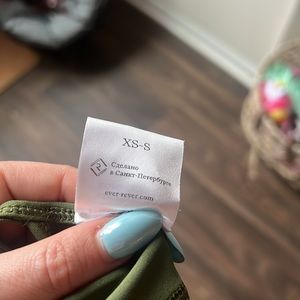 XS-S
P
Сделано
в Санкт-Петербурге
ever-rever.com